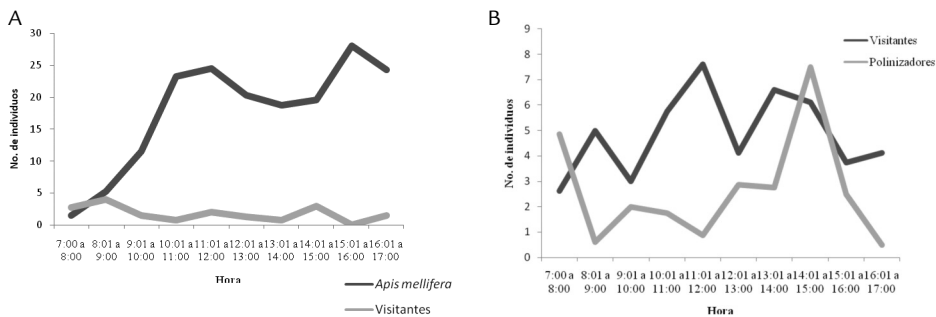 A
No. de individuos
30
25
20
15
10
5
0
7:00 a 8:01 a 9:01 a 10:01 a 11:01 a 12:01 a 13:01 a 14:01 a 15:01 a 16:01 a
8:00 9:00 10:00 11:00 12:00 13:00 14:00 15:00 16:00 17:00
Hora
Apis mellifera
Visitantes
B
No. de individuos
9
8
7
6
5
4
3
2
1
0
Visitantes
Polinizadores
7:00 a 8:01 a 9:01 a 10:01 a 11:01 a 12:01 a 13:01 a 14:01 a 15:01 a 16:01 a
8:00 9:00 10:00 11:00 12:00 13:00 14:00 15:00 16:00 17:00
Hora